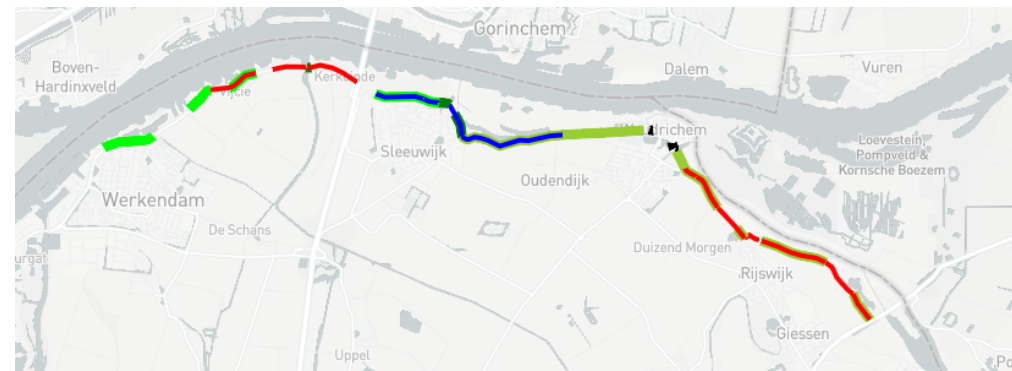 Gorinchem
Boven-
Hardinxveld
Dalem
Vuren
Sleeuwijk
Oudendijk
Loevestein,
Pompveld &
Kornsche Boezem
Werkendam
De Schans
Duizend Morgen
Rijswijk
Giessen
Uppel